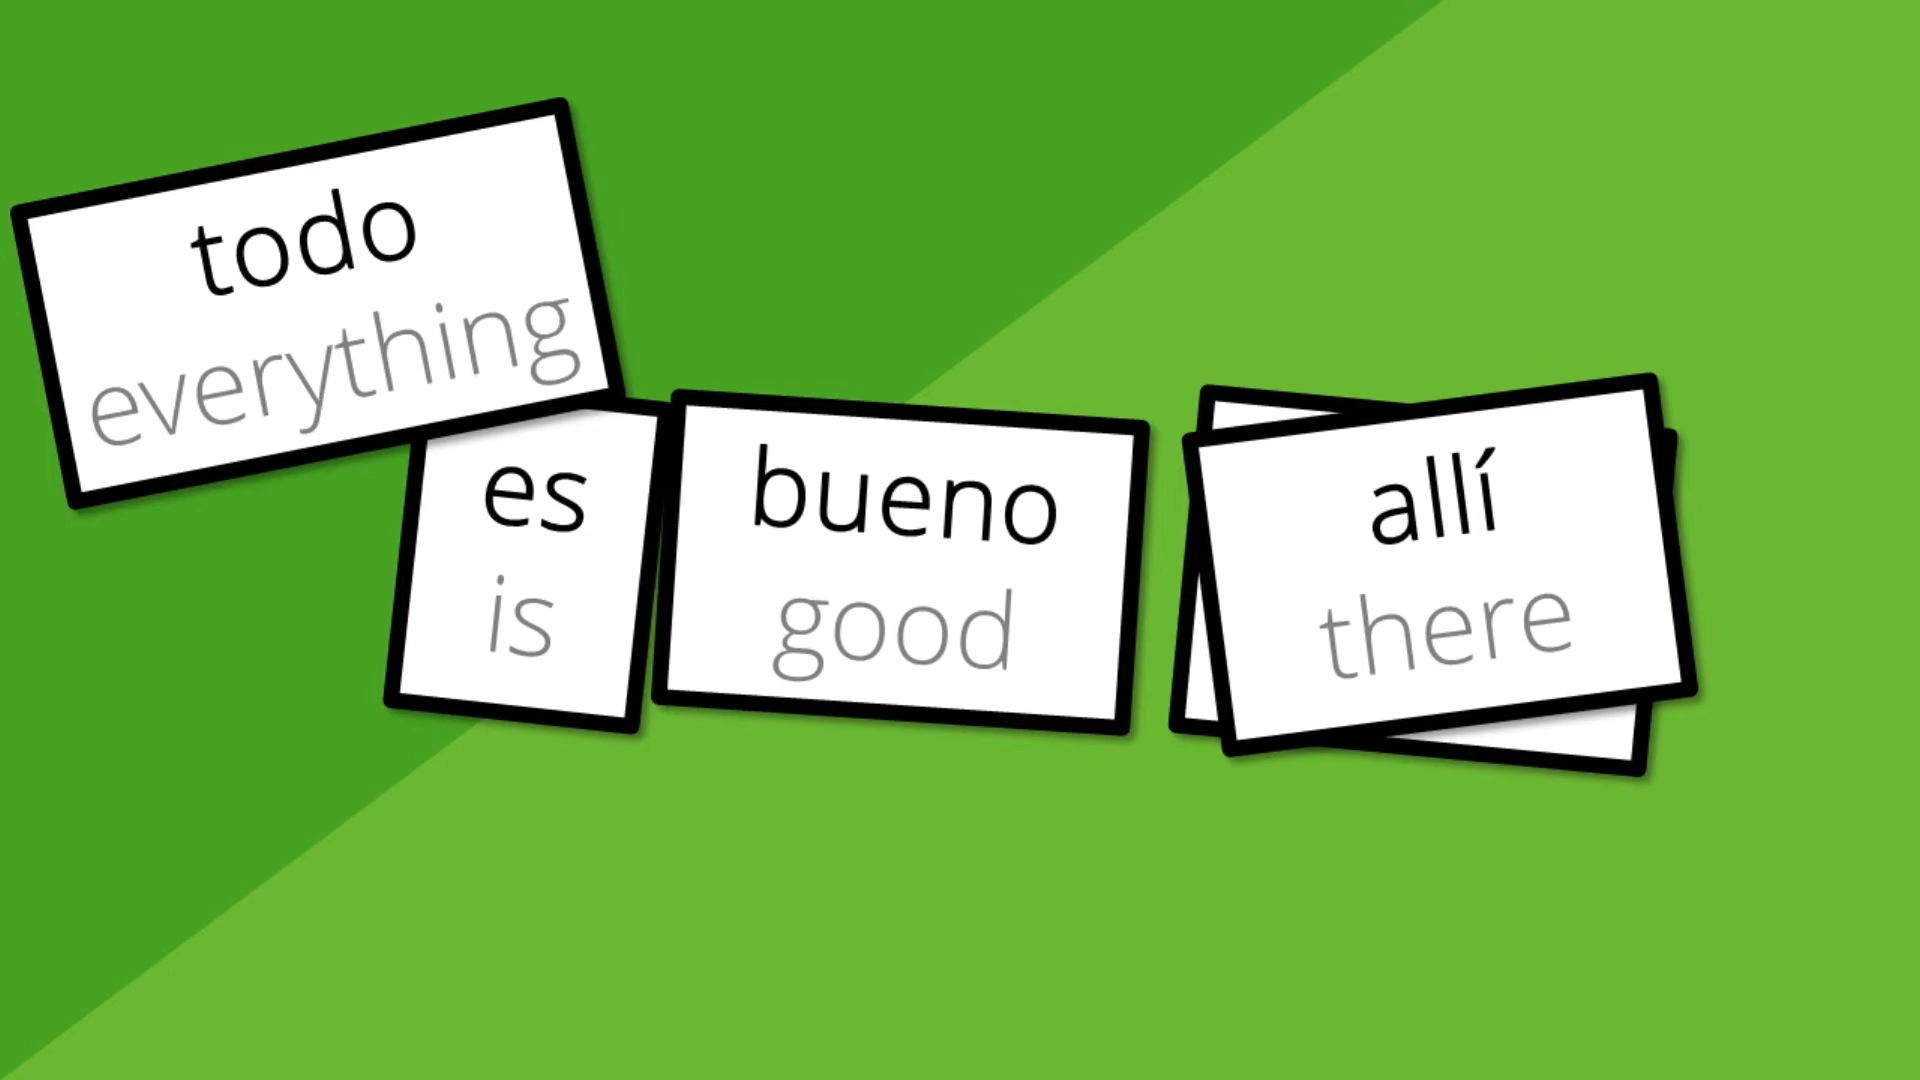 todo
everything
es
is
bueno
good
allí
there